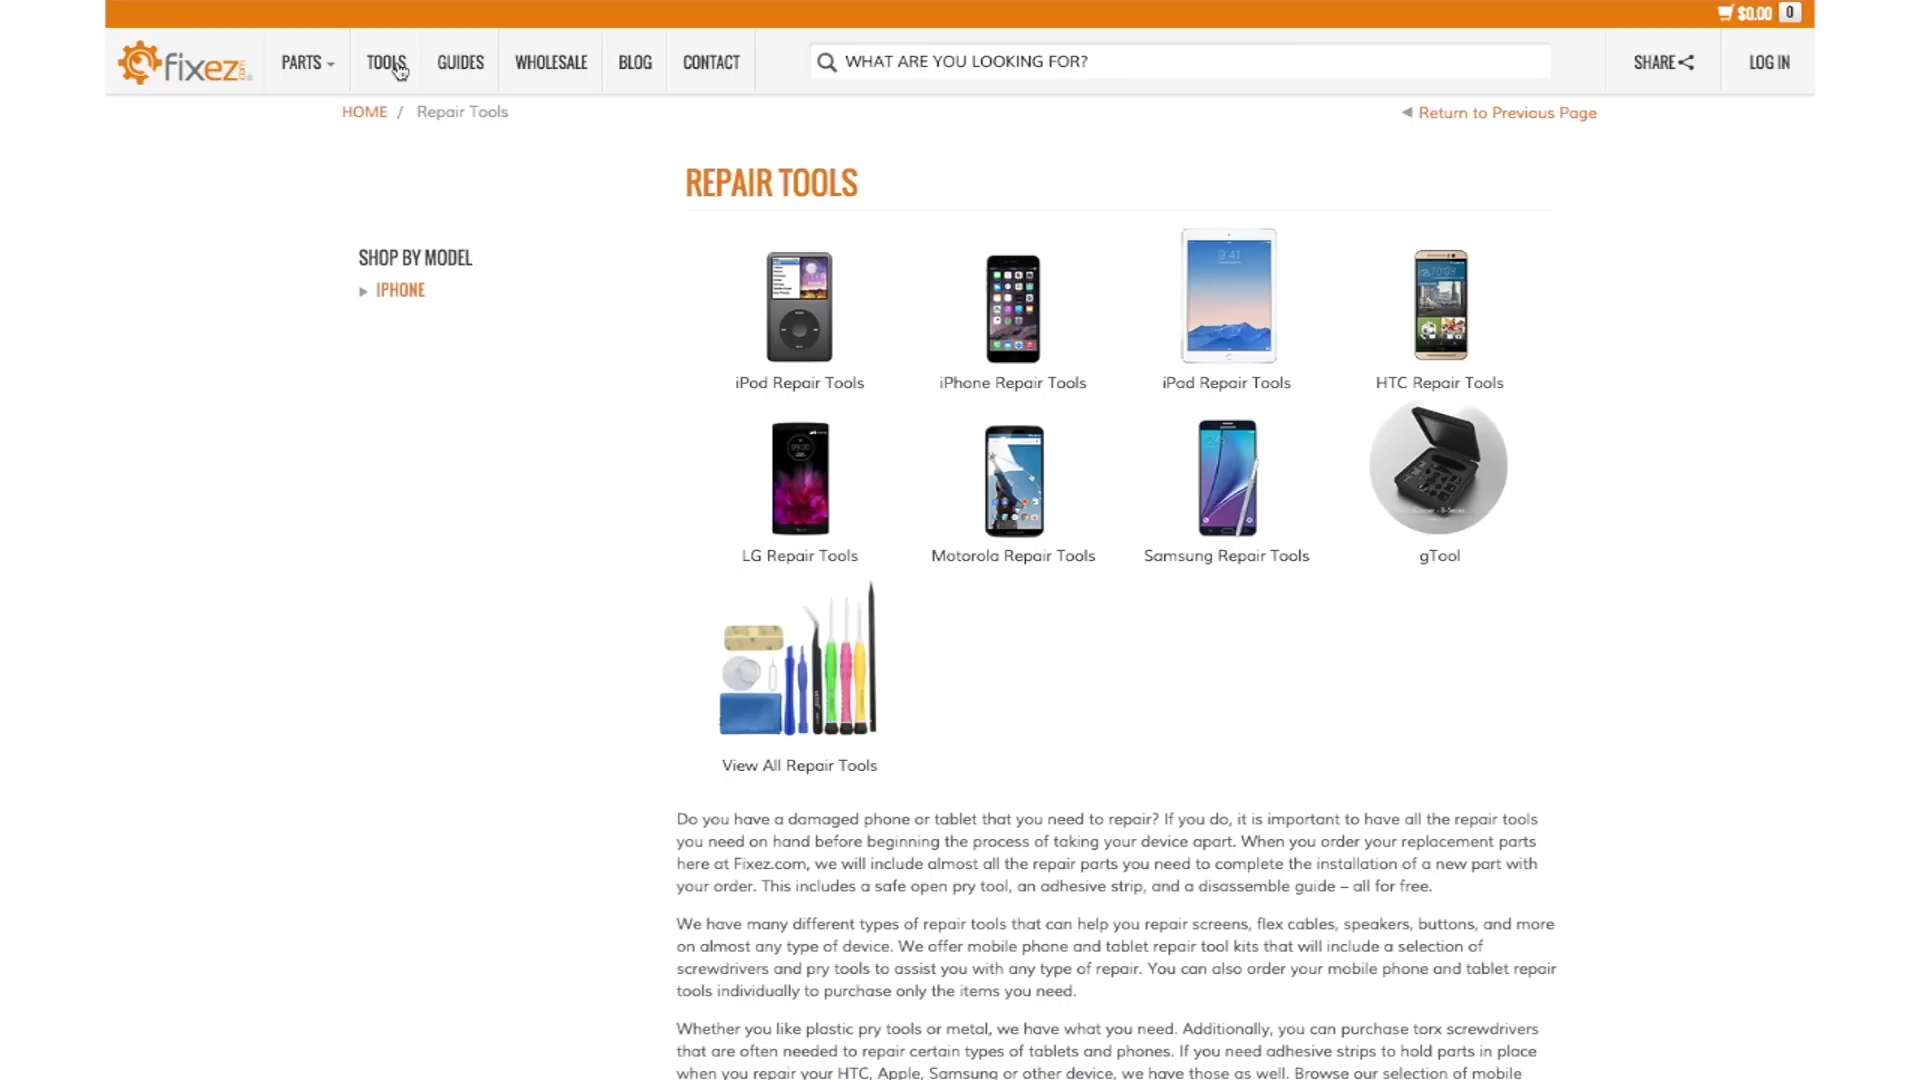 $0.00 0
fixez.com
PARTS
TOOLS
GUIDES
WHOLESALE
BLOG
CONTACT
WHAT ARE YOU LOOKING FOR?
SHARE
LOG IN
HOME / Repair Tools
Return to Previous Page
REPAIR TOOLS
SHOP BY MODEL
IPHONE
iPod Repair Tools
iPhone Repair Tools
iPad Repair Tools
HTC Repair Tools
LG Repair Tools
Motorola Repair Tools
Samsung Repair Tools
gTool
View All Repair Tools
Do you have a damaged phone or tablet that you need to repair? If you do, it is important to have all the repair tools
you need on hand before beginning the process of taking your device apart. When you order your replacement parts
here at Fixez.com, we will include almost all the repair parts you need to complete the installation of a new part with
your order. This includes a safe open pry tool, an adhesive strip, and a disassemble guide – all for free.
We have many different types of repair tools that can help you repair screens, flex cables, speakers, buttons, and more
on almost any type of device. We offer mobile phone and tablet repair tool kits that will include a selection of
screwdrivers and pry tools to assist you with any type of repair. You can also order your mobile phone and tablet repair
tools individually to purchase only the items you need.
Whether you like plastic pry tools or metal, we have what you need. Additionally, you can purchase torx screwdrivers
that are often needed to repair certain types of tablets and phones. If you need adhesive strips to hold parts in place
when you repair your HTC, Apple, Samsung or other device, we have those as well. Browse our selection of mobile